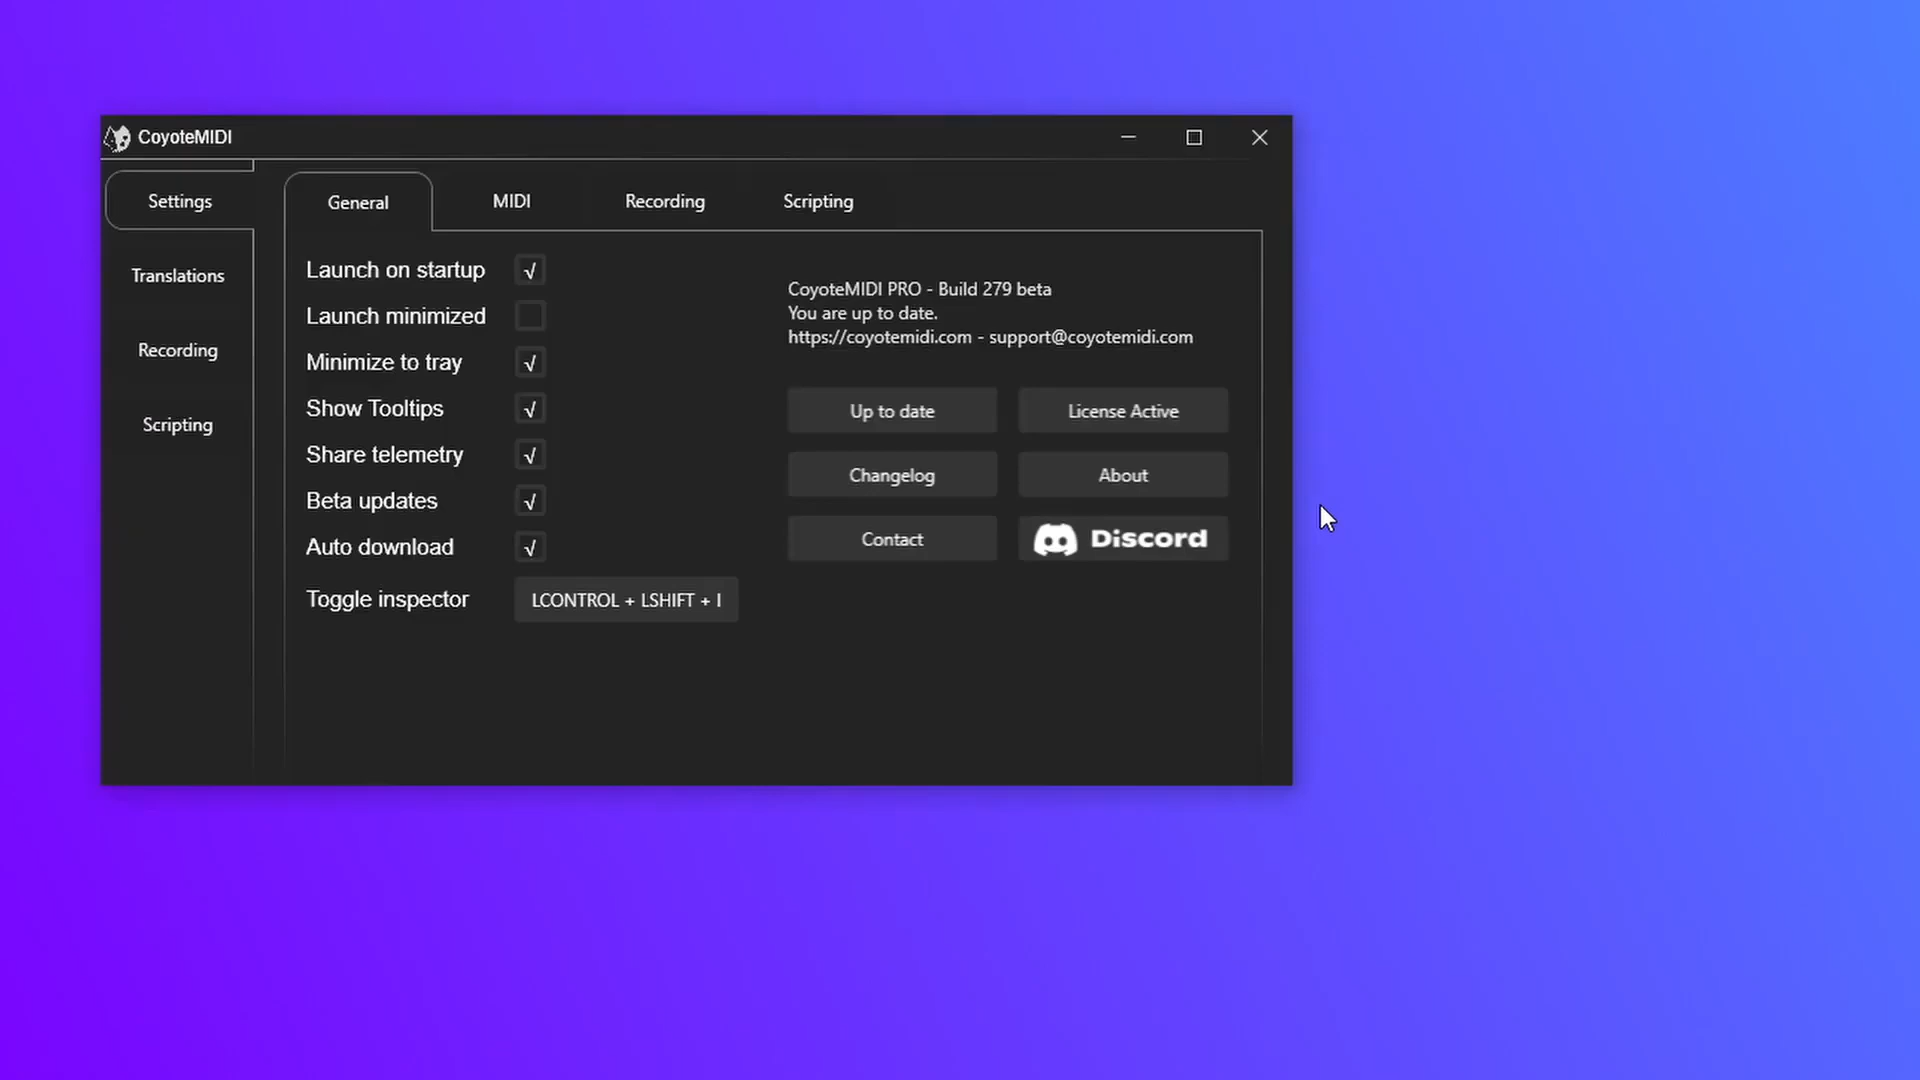 CoyoteMIDI
Settings
Translations
Recording
Scripting
General
MIDI
Recording
Scripting
Launch on startup
Launch minimized
Minimize to tray
Show Tooltips
Share telemetry
Beta updates
Auto download
Toggle inspector
LCONTROL + LSHIFT + I
CoyoteMIDI PRO - Build 279 beta
You are up to date.
https://coyotemidi.com - support@coyotemidi.com
Up to date
License Active
Changelog
About
Contact
Discord